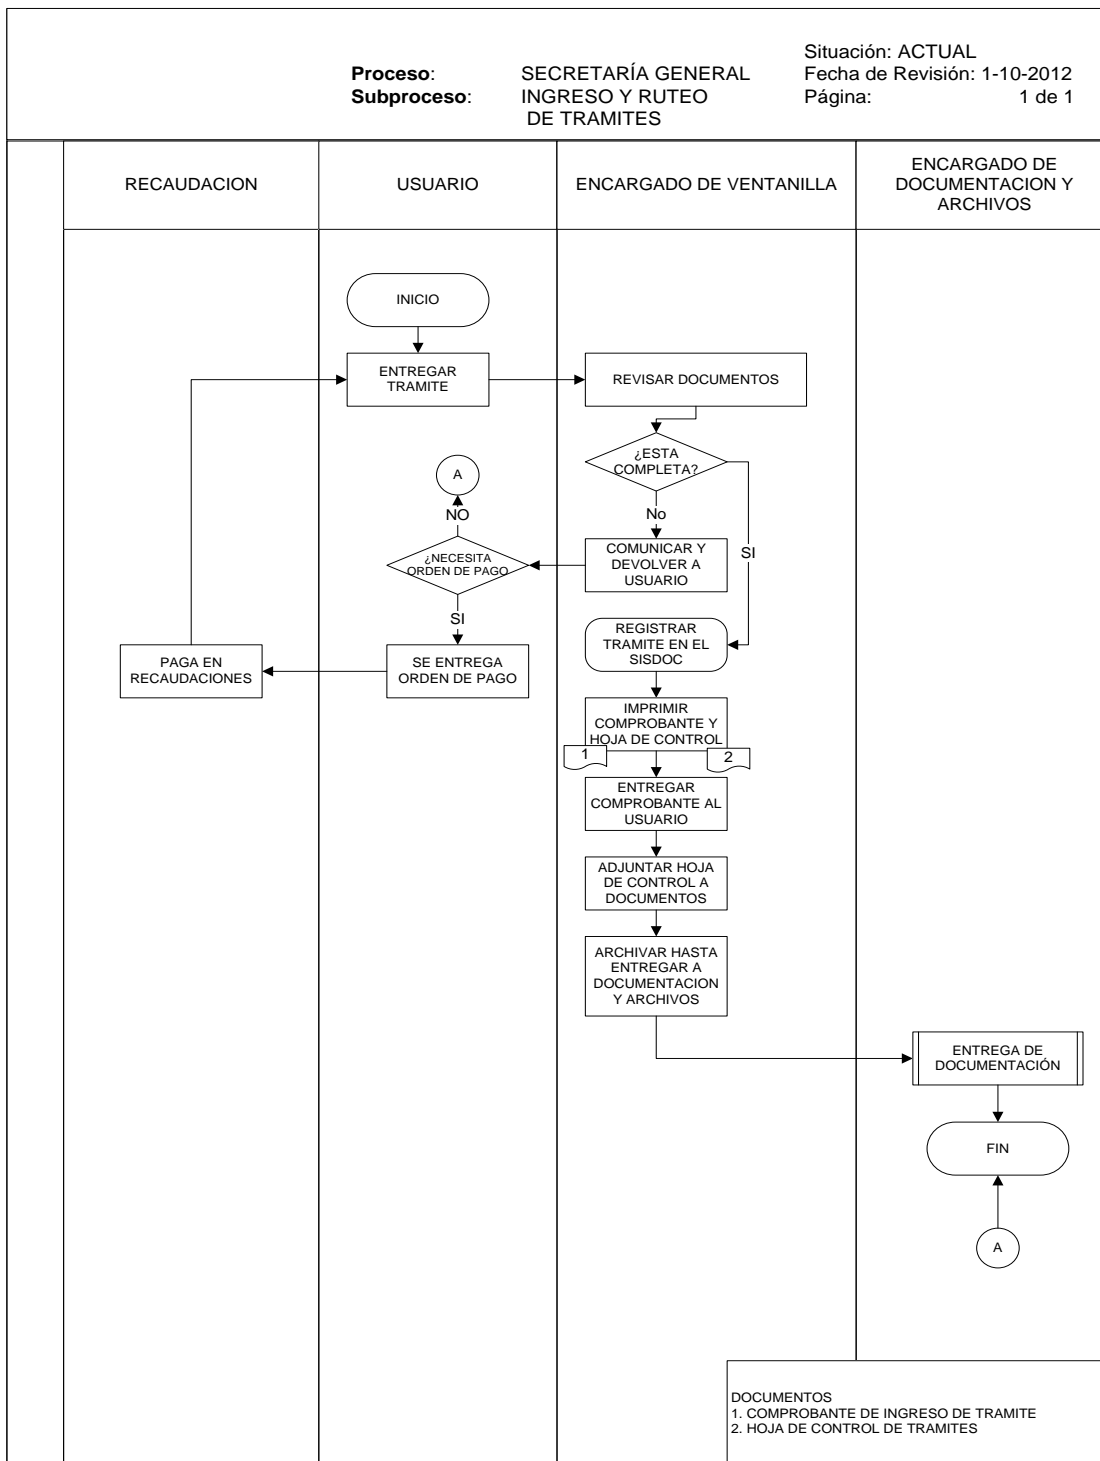 Situación: ACTUAL
Proceso: SECRETARÍA GENERAL Fecha de Revisión: 1-10-2012
Subproceso: INGRESO Y RUTEO Página: 1 de 1
DE TRAMITES
RECAUDACION
USUARIO
ENCARGADO DE VENTANILLA
ENCARGADO DE
DOCUMENTACION Y
ARCHIVOS
INICIO
ENTREGAR
TRAMITE
REVISAR DOCUMENTOS
¿ESTA
COMPLETA?
A
NO
No
SI
¿NECESITA
ORDEN DE PAGO
COMUNICAR Y
DEVOLVER A
USUARIO
SI
REGISTRAR
TRAMITE EN EL
SISDOC
PAGA EN
RECAUDACIONES
SE ENTREGA
ORDEN DE PAGO
IMPRIMIR
COMPROBANTE Y
HOJA DE CONTROL
1
2
ENTREGAR
COMPROBANTE AL
USUARIO
ADJUNTAR HOJA
DE CONTROL A
DOCUMENTOS
ARCHIVAR HASTA
ENTREGAR A
DOCUMENTACION
Y ARCHIVOS
ENTREGA DE
DOCUMENTACIÓN
FIN
A
DOCUMENTOS
1. COMPROBANTE DE INGRESO DE TRAMITE
2. HOJA DE CONTROL DE TRAMITES